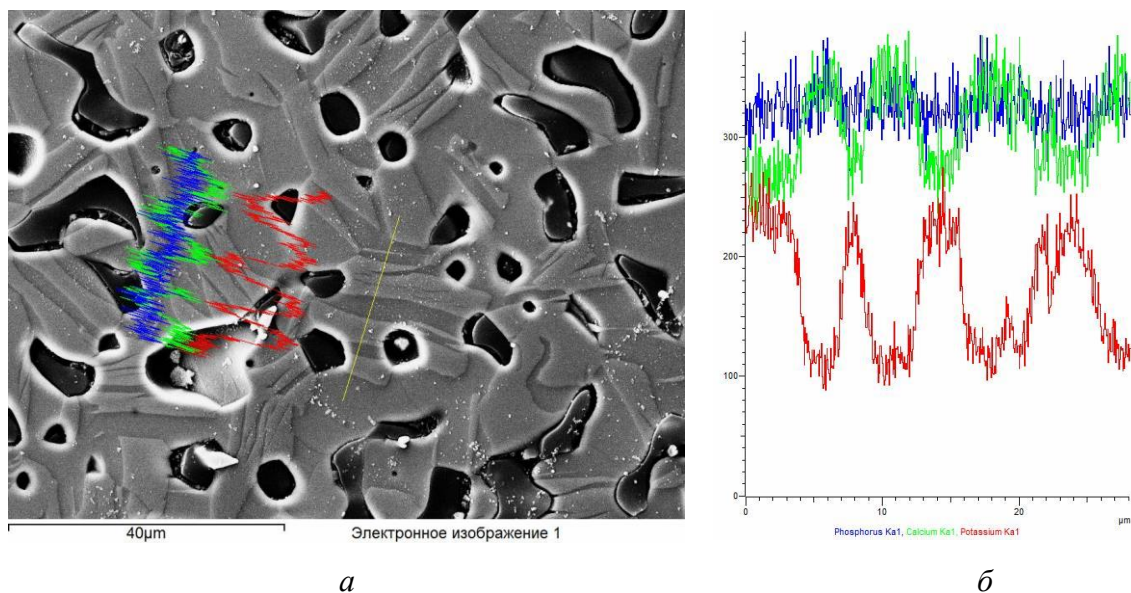 300
200
100
0
0
10
20
µm
Phosphorus Ka1, Calcium Ka1, Potassium Ka1
40µm
Электронное изображение 1
а
б